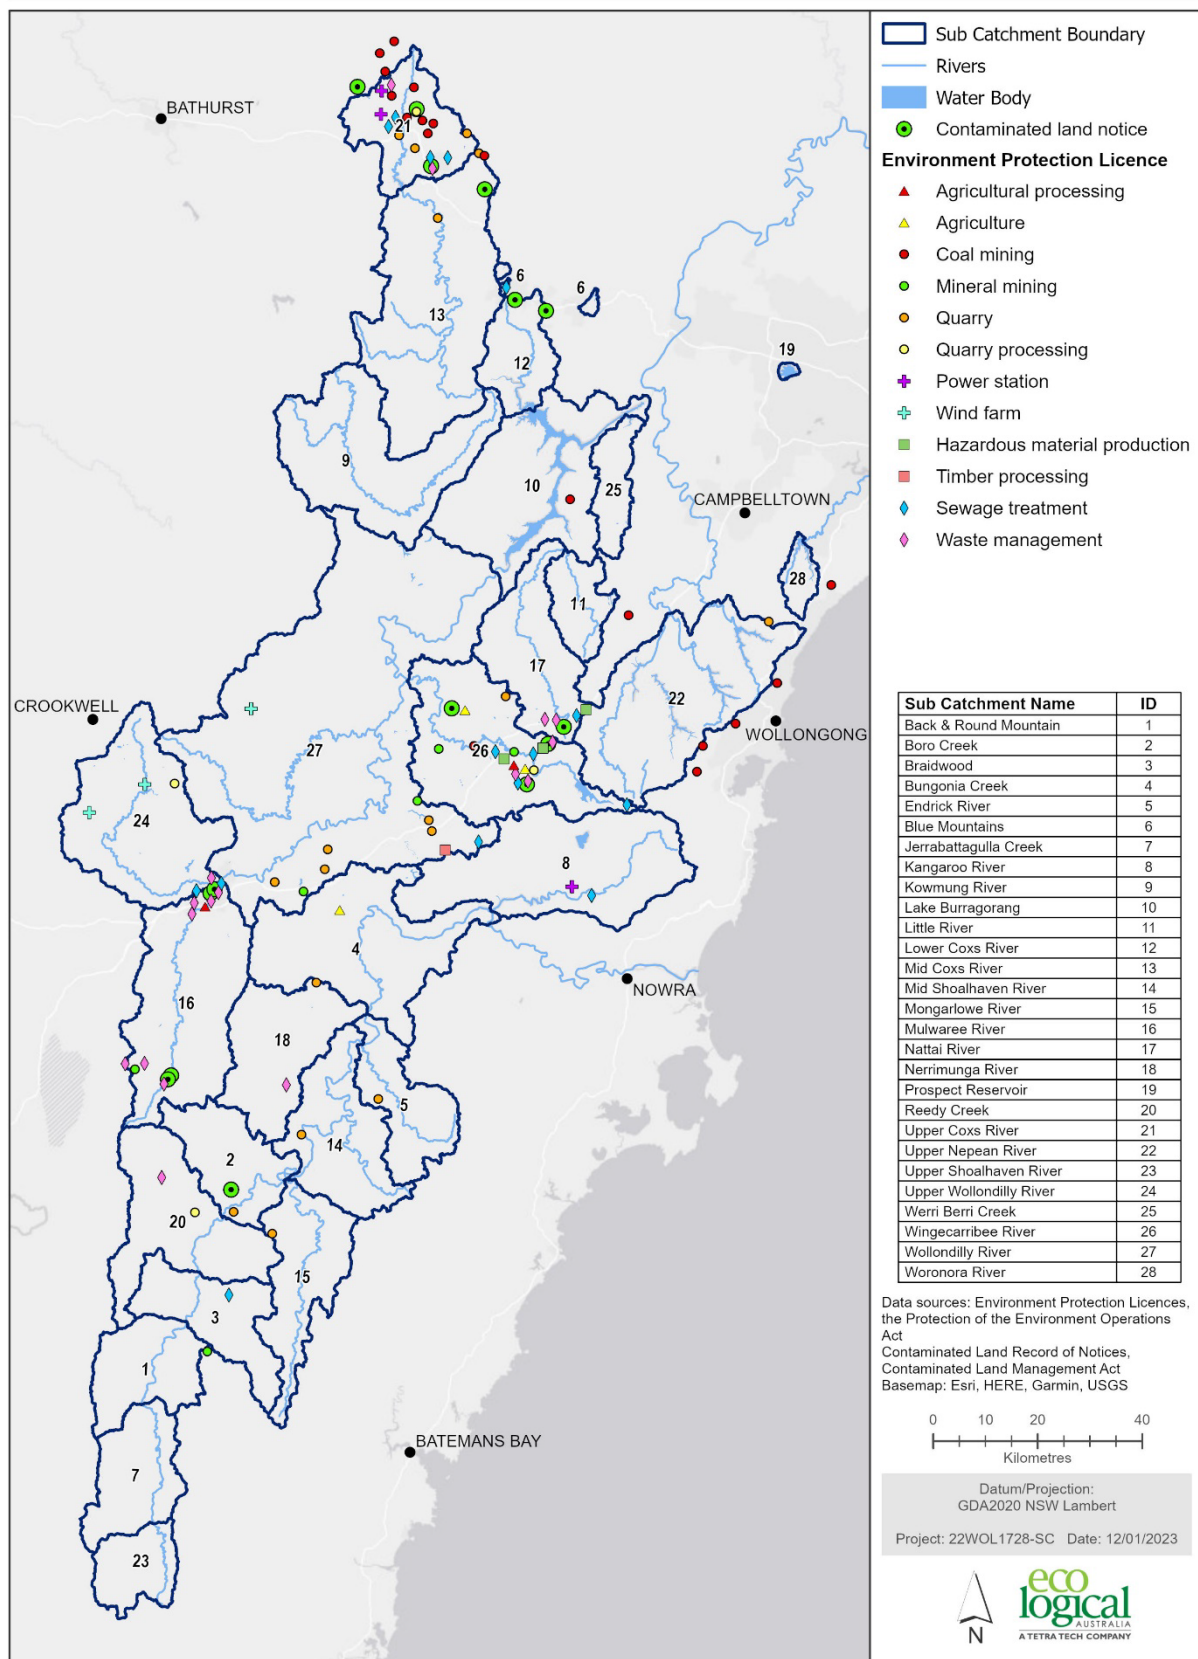 BATHURST
21
6
6
13
12
19
9
10
25
CAMPBELLTOWN
28
11
17
22
CROOKWELL
WOLLONGONG
26
27
24
8
4
NOWRA
16
18
5
14
2
20
15
3
1
BATEMANS BAY
7
23
Sub Catchment Boundary
Rivers
Water Body
Contaminated land notice
Environment Protection Licence
Agricultural processing
Agriculture
Coal mining
Mineral mining
Quarry
Quarry processing
Power station
Wind farm
Hazardous material production
Timber processing
Sewage treatment
Waste management
Sub Catchment Name ID
Back & Round Mountain 1
Boro Creek 2
Braidwood 3
Bungonia Creek 4
Endrick River 5
Blue Mountains 6
Jerrabattagulla Creek 7
Kangaroo River 8
Kowmung River 9
Lake Burragorang 10
Little River 11
Lower Coxs River 12
Mid Coxs River 13
Mid Shoalhaven River 14
Mongarlowe River 15
Mulwaree River 16
Nattai River 17
Nerrimunga River 18
Prospect Reservoir 19
Reedy Creek 20
Upper Coxs River 21
Upper Nepean River 22
Upper Shoalhaven River 23
Upper Wollondilly River 24
Werri Berri Creek 25
Wingecarribee River 26
Wollondilly River 27
Woronora River 28
Data sources: Environment Protection Licences,
the Protection of the Environment Operations
Act
Contaminated Land Record of Notices,
Contaminated Land Management Act
Basemap: Esri, HERE, Garmin, USGS
0 10 20 40
Kilometres
Datum/Projection:
GDA2020 NSW Lambert
Project: 22WOL1728-SC Date: 12/01/2023
N
eco
logical
AUSTRALIA
A TETRA TECH COMPANY